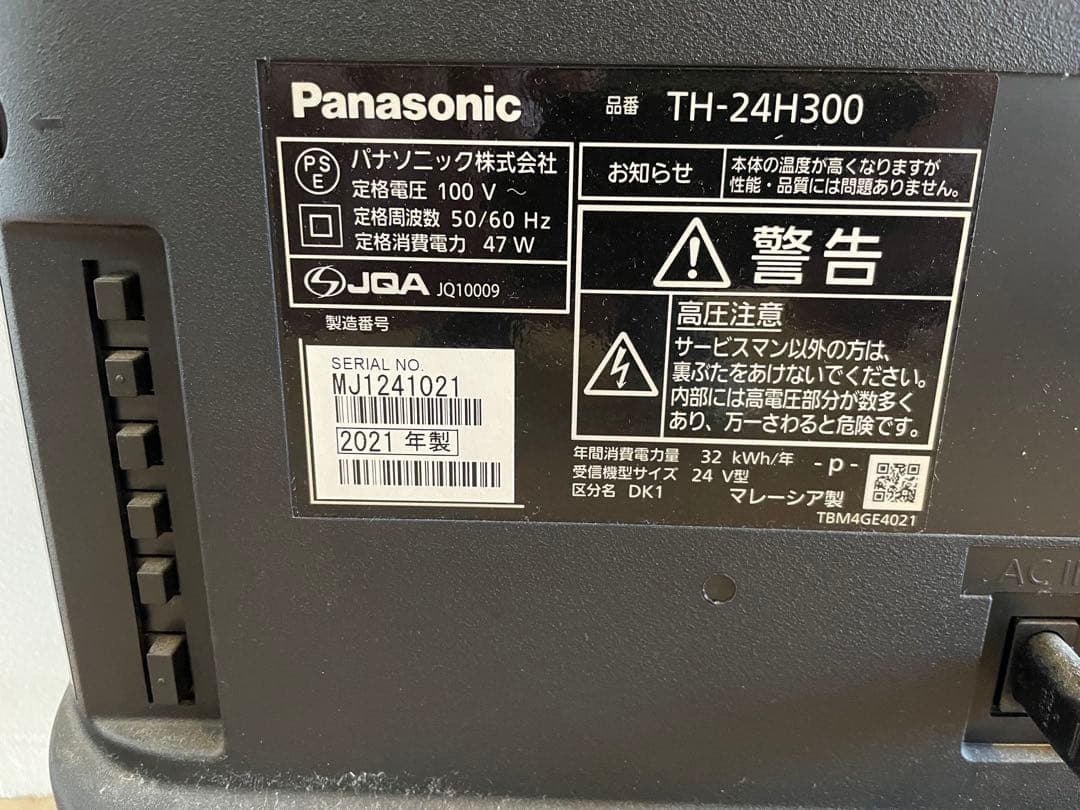 Panasonic 品番 TH-24H300
PS
E
パナソニック株式会社
定格電圧 100 V ～
定格周波数 50/60 Hz
定格消費電力 47 W
JQA JQ10009
お知らせ
本体の温度が高くなりますが
性能・品質には問題ありません。
警告
高圧注意
サービスマン以外の方は、
裏ぶたをあけないでください。
内部には高電圧部分が数多く
あり、万一さわると危険です。
製造番号
SERIAL NO.
MJ1241021
2021 年製
年間消費電力量 32 kWh/年
受信機型サイズ 24 V型
区分名 DK1
- p -
マレーシア製
TBM4GE4021
AC